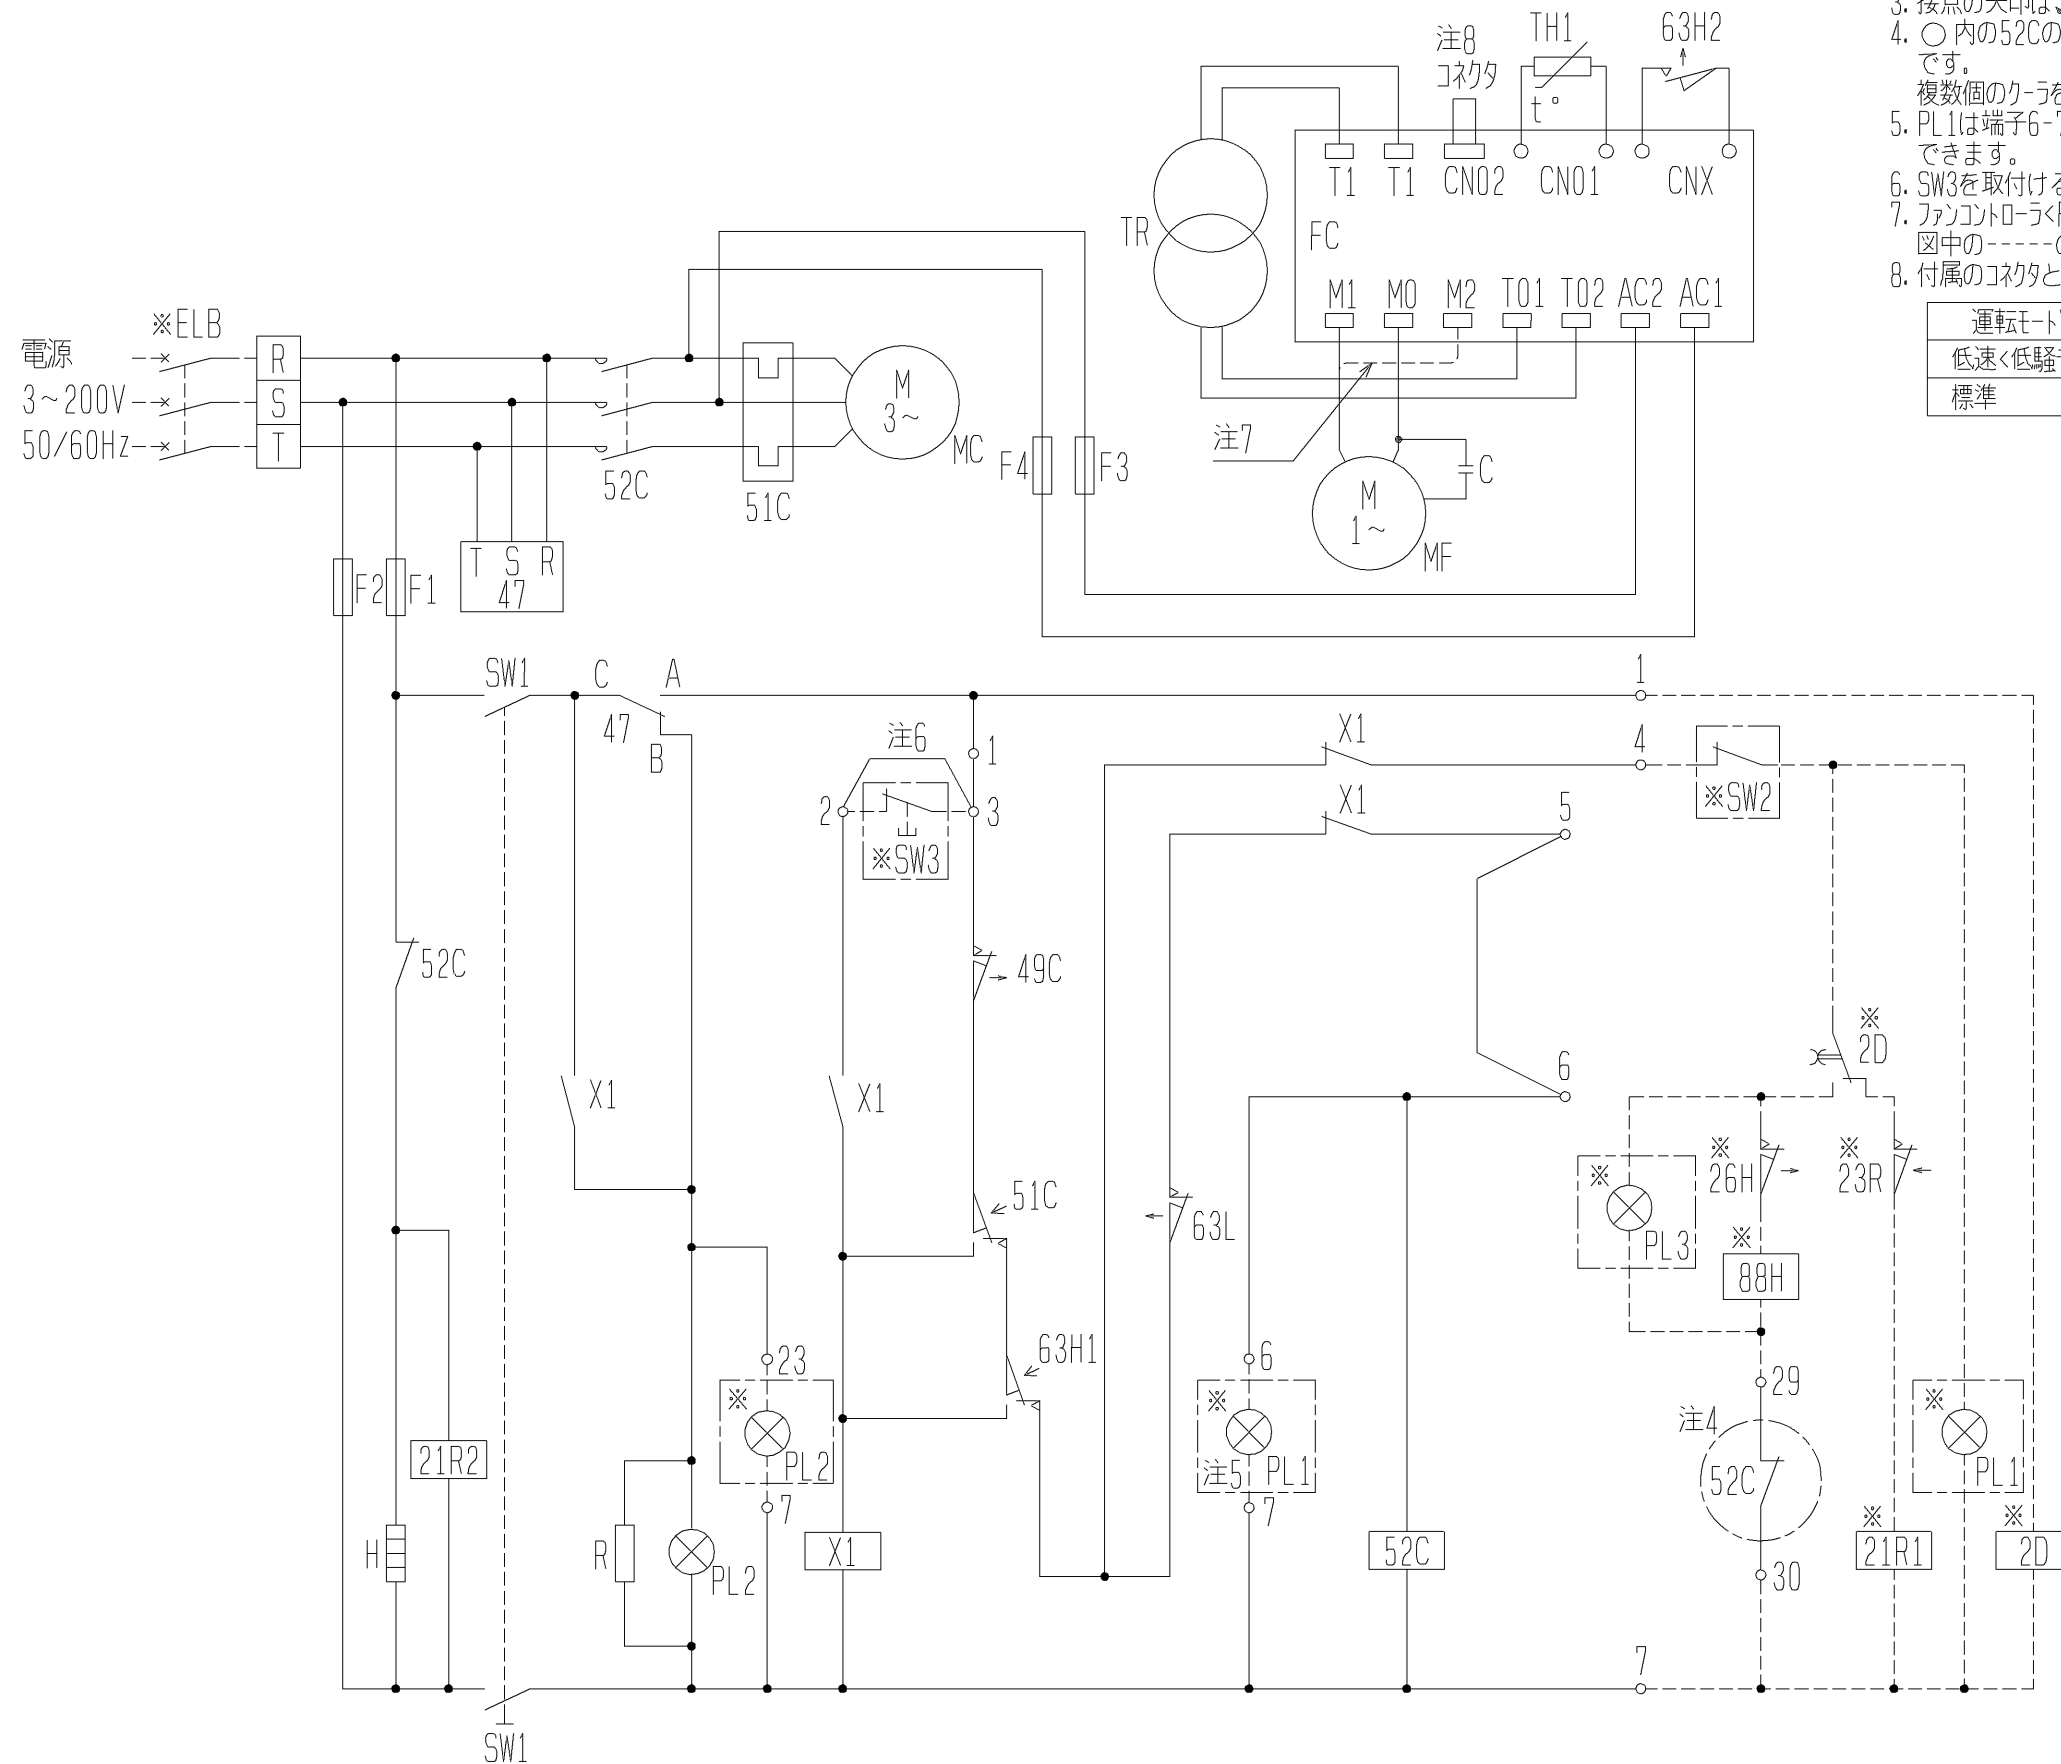 3. 接点の矢印は
4. ○ 内の52Cの
です。
複数個のクーラを
5. PL1は端子6-7
できます。
6. SW3を取付ける
7. ファンコントローラ<F
図中の-----の
8. 付属のコネクタと
運転モード
低速<低騒
標準
注8
コネクタ
TH1
t°
63H2
T1 T1 CN02 CN01 CNX
TR
FC
M1 M0 M2 T01 T02 AC2 AC1
※ELB
電源
3~200V
50/60Hz
R
S
T
52C
51C
M
3~
MC
F4
F3
注7
C
M
1~
MF
F2
F1
T S R
47
SW1
C
A
47
B
1
注6
1
2
3
※SW3
X1
4
※SW2
X1
5
52C
49C
X1
X1
6
※
2D
51C
63L
※
26H
※
23R
※
PL3
※
88H
63H1
23
※
PL2
7
6
※
注5
PL1
7
29
注4
52C
30
※
PL1
21R2
H
R
PL2
X1
52C
※
21R1
※
2D
7
SW1